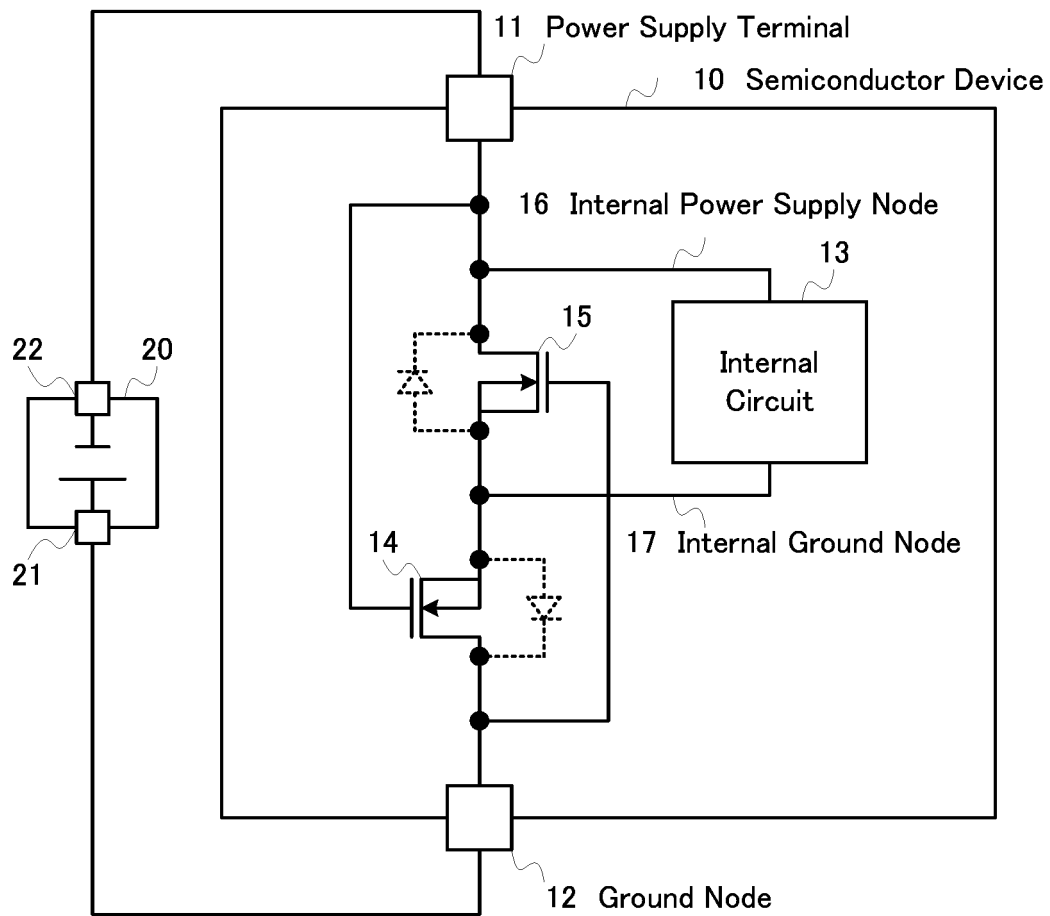 11 Power Supply Terminal
10 Semiconductor Device
16 Internal Power Supply Node
13
15
22
20
Internal
Circuit
14
17 Internal Ground Node
21
12 Ground Node